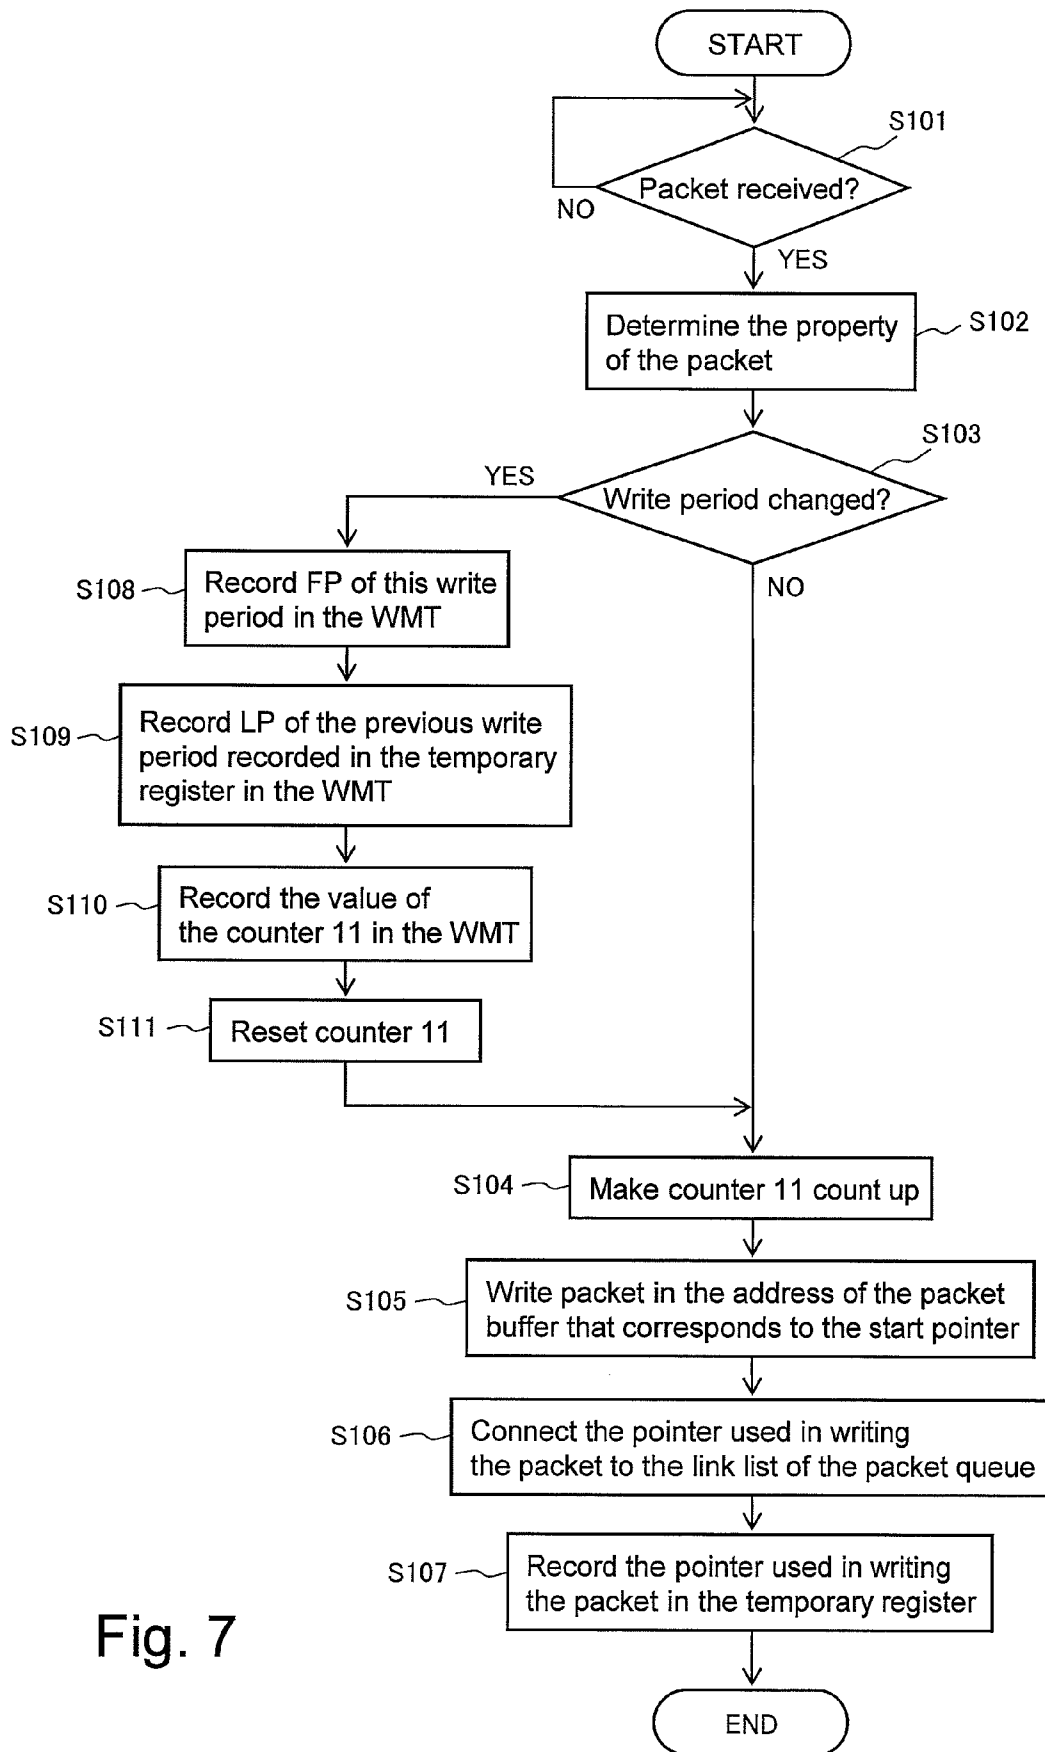 START
S101
Packet received?
NO
YES
Determine the property
of the packet
S102
S103
YES
Write period changed?
NO
S108
Record FP of this write
period in the WMT
S109
Record LP of the previous write
period recorded in the temporary
register in the WMT
S110
Record the value of
the counter 11 in the WMT
S111
Reset counter 11
S104
Make counter 11 count up
S105
Write packet in the address of the packet
buffer that corresponds to the start pointer
S106
Connect the pointer used in writing
the packet to the link list of the packet queue
S107
Record the pointer used in writing
the packet in the temporary register
Fig. 7
END